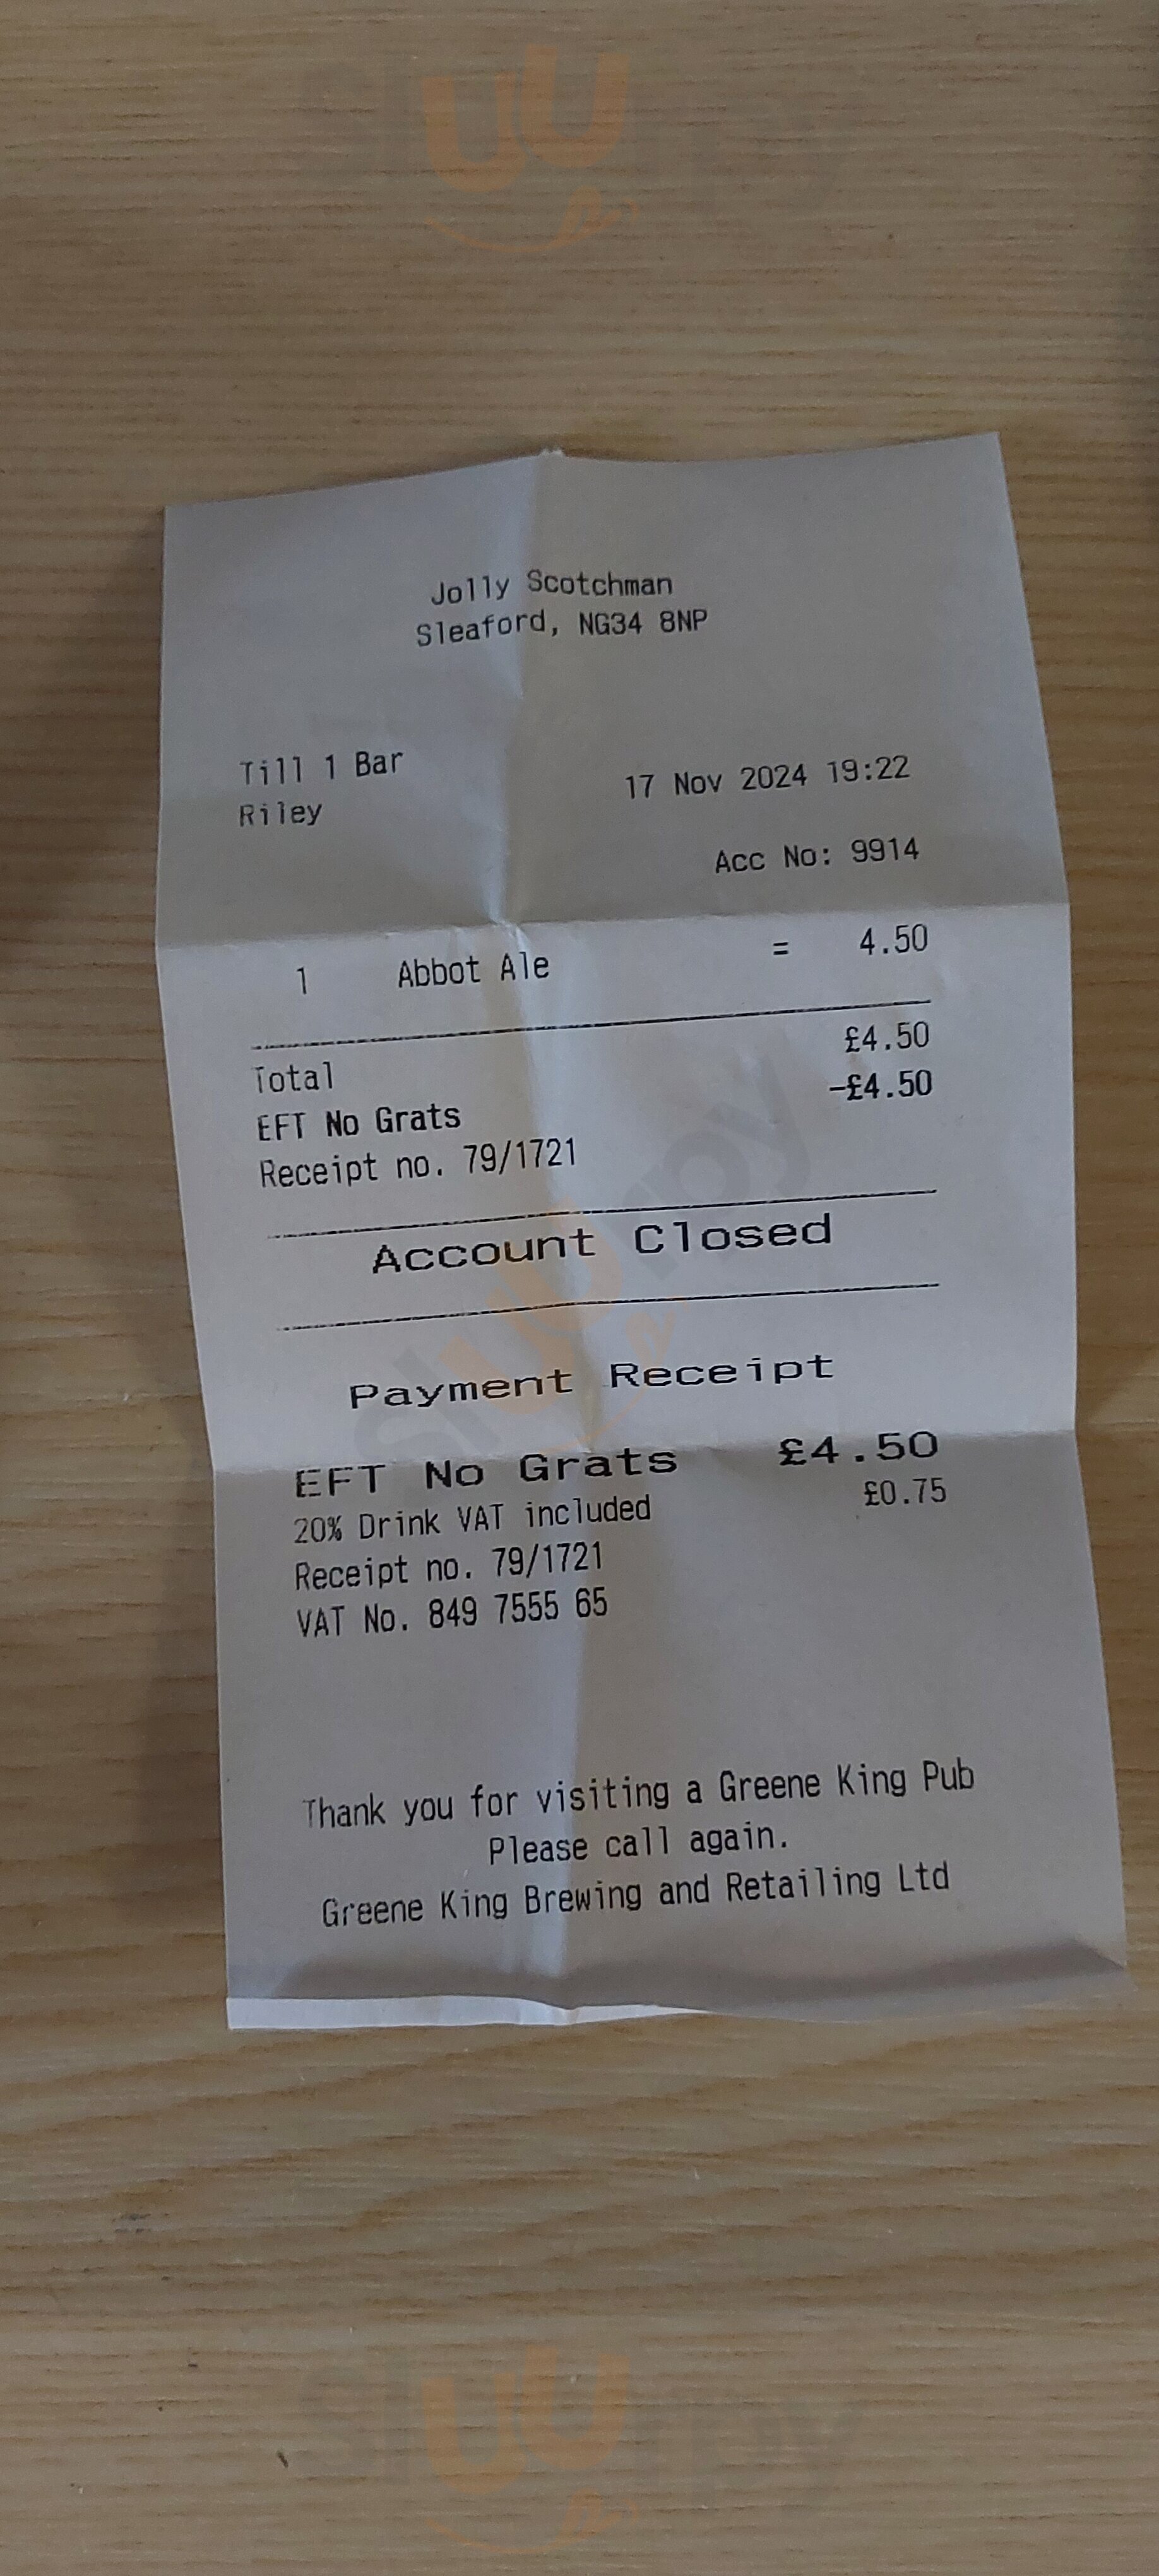 Jolly Scotchman
Sleaford, NG34 8NP
Till 1 Bar
Riley
17 Nov 2024 19:22
Acc No: 9914
1 Abbot Ale = 4.50
Total £4.50
EFT No Grats -£4.50
Receipt no. 79/1721
Account Closed
Payment Receipt
EFT No Grats £4.50
20% Drink VAT included £0.75
Receipt no. 79/1721
VAT No. 849 7555 65
Thank you for visiting a Greene King Pub
Please call again.
Greene King Brewing and Retailing Ltd
sluurpy
sluurpy
sluurpy